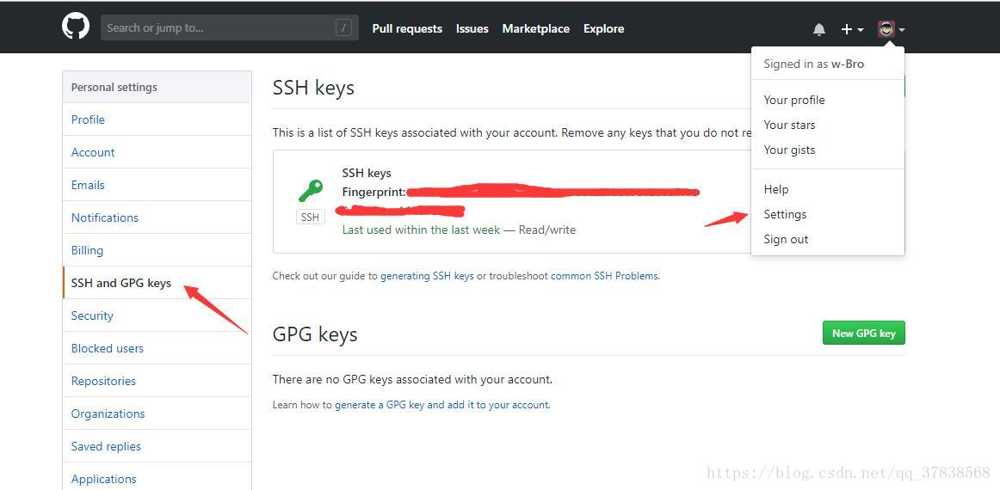 Search or jump to...
/
Pull requests
Issues
Marketplace
Explore
Signed in as w-Bro
Your profile
Your stars
Your gists
Help
Settings
Sign out
Personal settings
Profile
Account
Emails
Notifications
Billing
SSH and GPG keys
Security
Blocked users
Repositories
Organizations
Saved replies
Applications
SSH keys
This is a list of SSH keys associated with your account. Remove any keys that you do not re
SSH keys
Fingerprint:
SSH
Last used within the last week — Read/write
Check out our guide to generating SSH keys or troubleshoot common SSH Problems.
GPG keys
New GPG key
There are no GPG keys associated with your account.
Learn how to generate a GPG key and add it to your account.
https://blog.csdn.net/qq_37838568